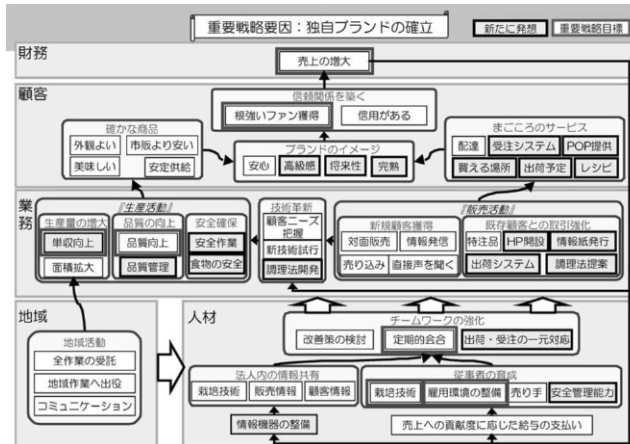 重要戦略要因：独自ブランドの確立
新たに発想
重要戦略目標
財務
売上の増大
顧客
信頼関係を築く
根強いファン獲得
信用がある
確かな商品
外観よい
市販より安い
美味しい
安定供給
ブランドのイメージ
安心
高級感
将来性
完熟
まごころのサービス
配達
受注システム
POP提供
買える場所
出荷予定
レシピ
業務
『生産活動』
生産量の増大
単収向上
面積拡大
品質の向上
品質向上
品質管理
安全確保
安全作業
食物の安全
技術革新
顧客ニーズ
把握
新技術試行
調理法開発
『販売活動』
新規顧客獲得
対面販売
情報発信
売り込み
直接声を聞く
既存顧客との取引強化
特注品
HP開設
情報紙発行
出荷システム
調理法提案
地域
地域活動
全作業の受託
地域作業へ出役
コミュニケーション
人材
チームワークの強化
改善策の検討
定期的会合
出荷・受注の一元対応
法人内の情報共有
栽培技術
販売情報
顧客情報
従事者の育成
栽培技術
雇用環境の整備
売り手
安全管理能力
情報機器の整備
売上への貢献度に応じた給与の支払い